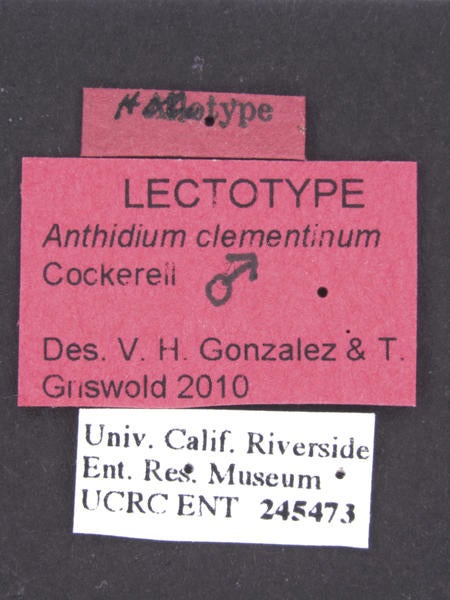 LECTOTYPE
Anthidium clementinum
Cockerell ♂
Des. V. H. Gonzalez & T.
Griswold 2010
Univ. Calif. Riverside
Ent. Res. Museum
UCRC ENT 245473